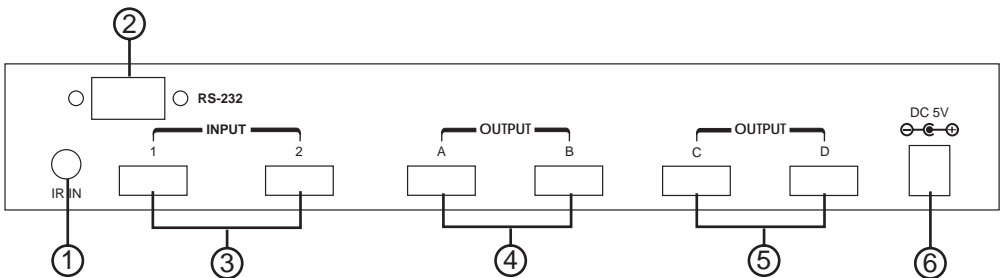 2
RS-232
INPUT
1 2
OUTPUT
A B
OUTPUT
C D
DC 5V
IR IN
1 3 4 5 6